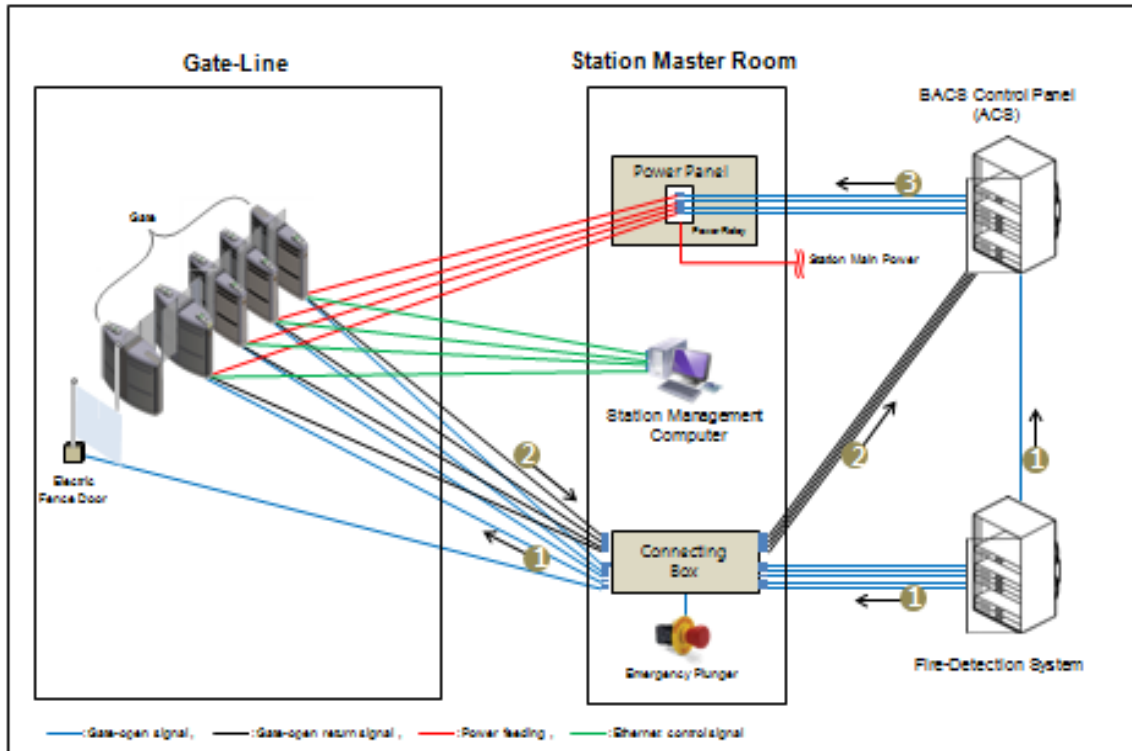 Gate-Line
Station Master Room
BACS Control Panel
(ACS)
Power Panel
3
Gate
Power Relay
Station Main Power
Station Management
Computer
2
2
1
Electric
Fence Door
1
Connecting
Box
1
Emergency Plunger
Fire-Detection System
: Gate-open signal ,
: Gate-open return signal ,
: Power feeding ,
: Ethernet control signal